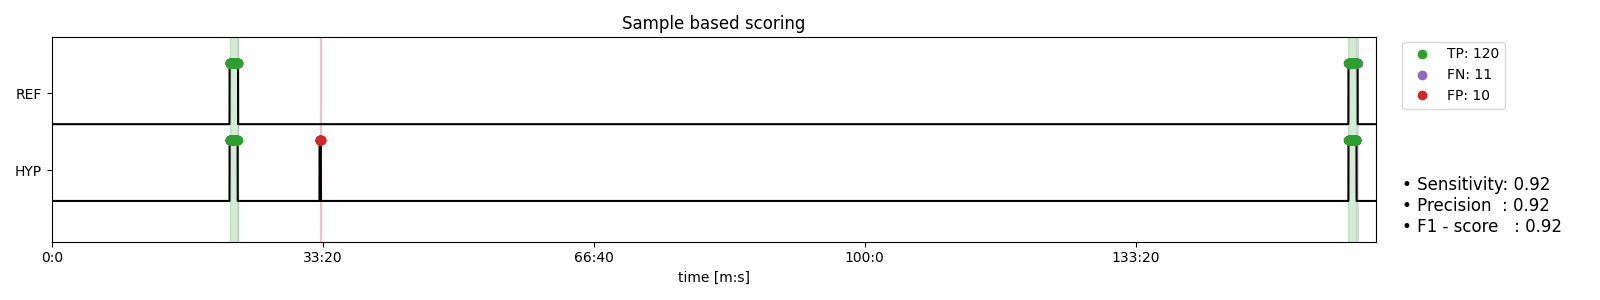 Sample based scoring
REF
HYP
0:0
33:20
66:40
100:0
133:20
time [m:s]
TP: 120
FN: 11
FP: 10
• Sensitivity: 0.92
• Precision  : 0.92
• F1 - score   : 0.92